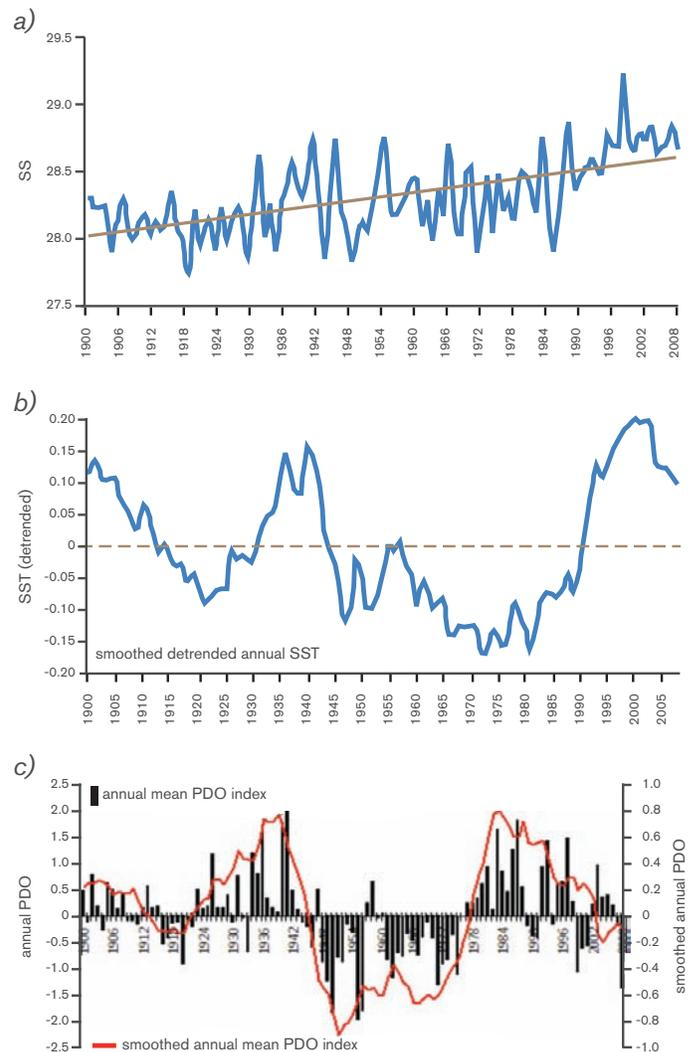 a)
29.5
29.0
28.5
28.0
27.5
SS
1900 1906 1912 1918 1924 1930 1936 1942 1948 1954 1960 1966 1972 1978 1984 1990 1996 2002 2008
b)
0.20
0.15
0.10
0.05
0
-0.05
-0.10
-0.15
-0.20
SST (detrended)
smoothed detrended annual SST
1900 1905 1910 1915 1920 1925 1930 1935 1940 1945 1950 1955 1960 1965 1970 1975 1980 1985 1990 1995 2000 2005
c)
2.5 1.0
annual mean PDO index
2.0 0.8
1.5 0.6
1.0 0.4
0.5 0.2
0 0
-0.5 -0.2
-1.0 -0.4
-1.5 -0.6
-2.0 -0.8
-2.5 -1.0
annual PDO
smoothed annual PDO
1900 1906 1912 1924 1930 1936 1942 1960 1978 1984 1996
smoothed annual mean PDO index